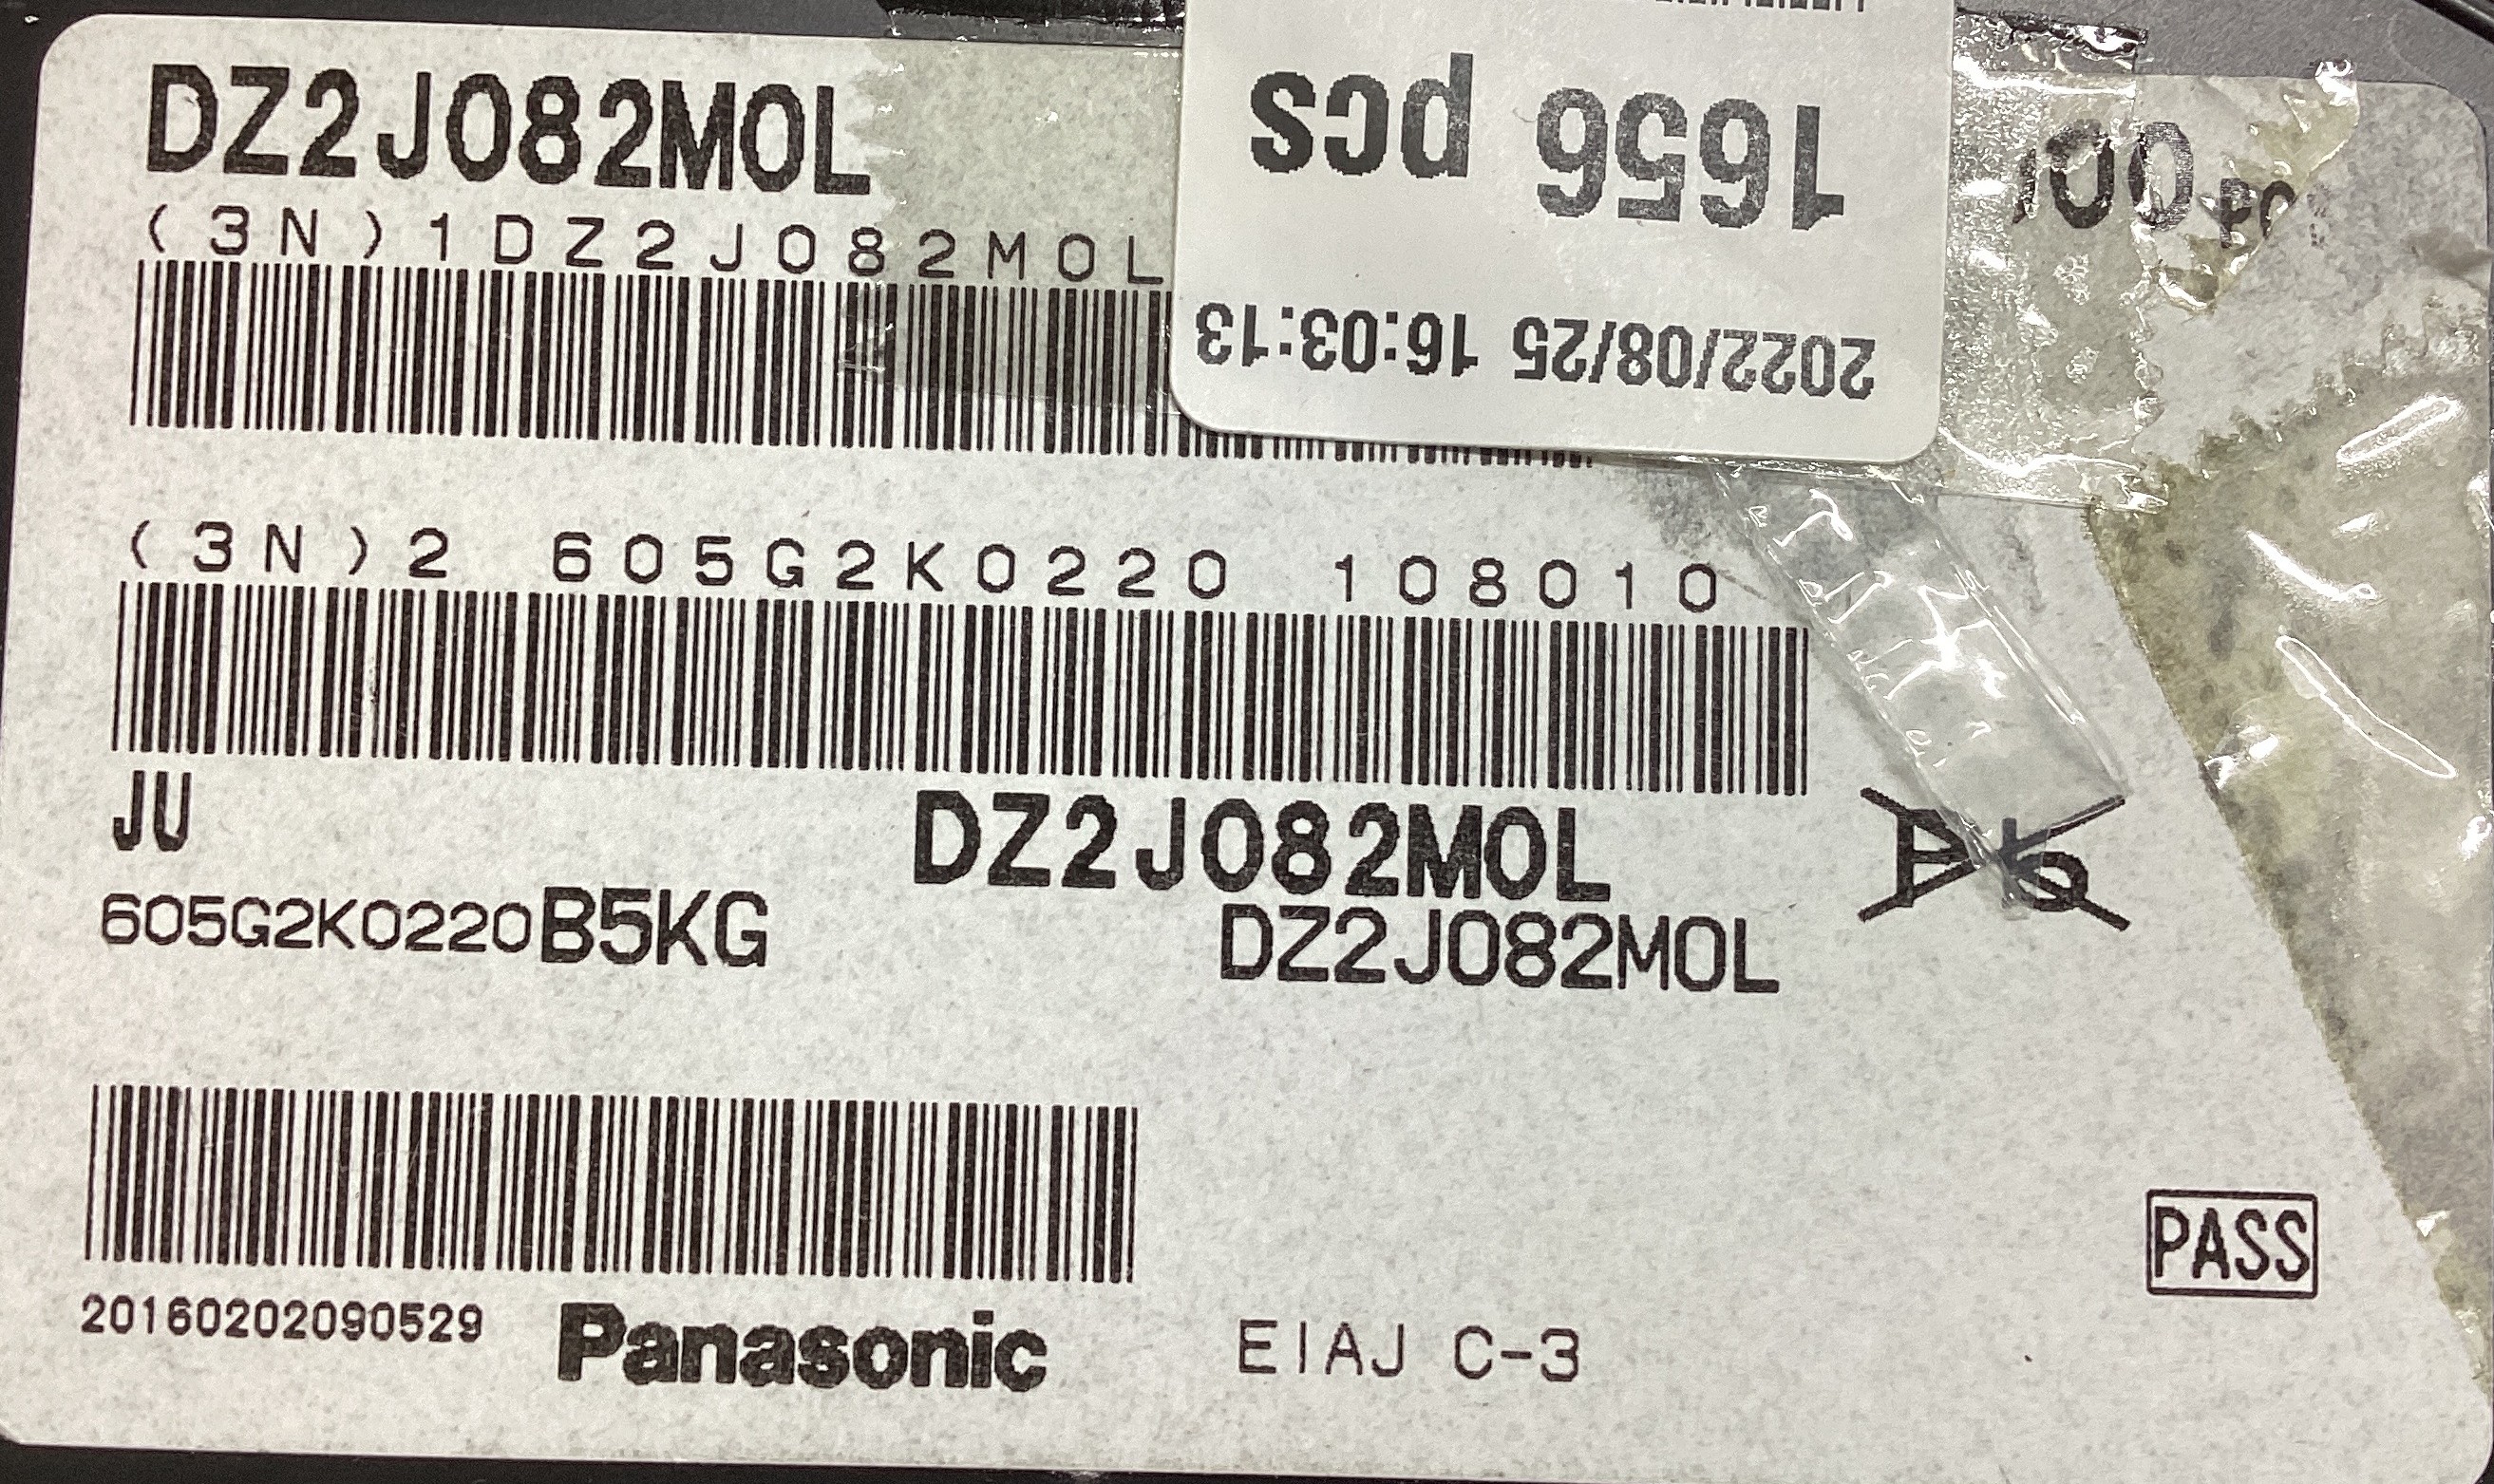 DZ2J082M0L
1656 pcs
2022/08/25 16:03:13
(3N)1DZ2J082M0L
(3N)2 605G2K0220 108010
JU
DZ2J082M0L
Pb
605G2K0220B5KG
DZ2J082M0L
PASS
20160202090529
Panasonic
EIAJ C-3